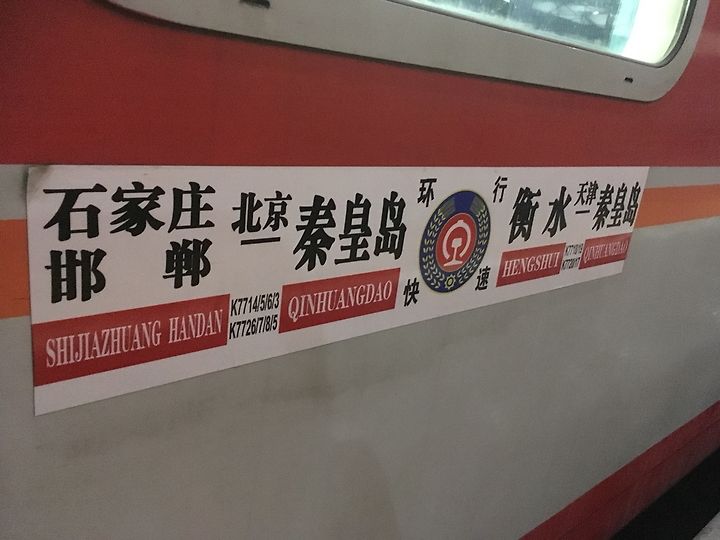 石家庄
邯郸
SHIJIAZHUANG HANDAN
北京
—
K7714/5/6/3
K7726/7/8/5
秦皇岛
QINHUANGDAO
环行
快速
衡水
HENGSHUI
天津
—
秦皇岛
QINHUANGDAO